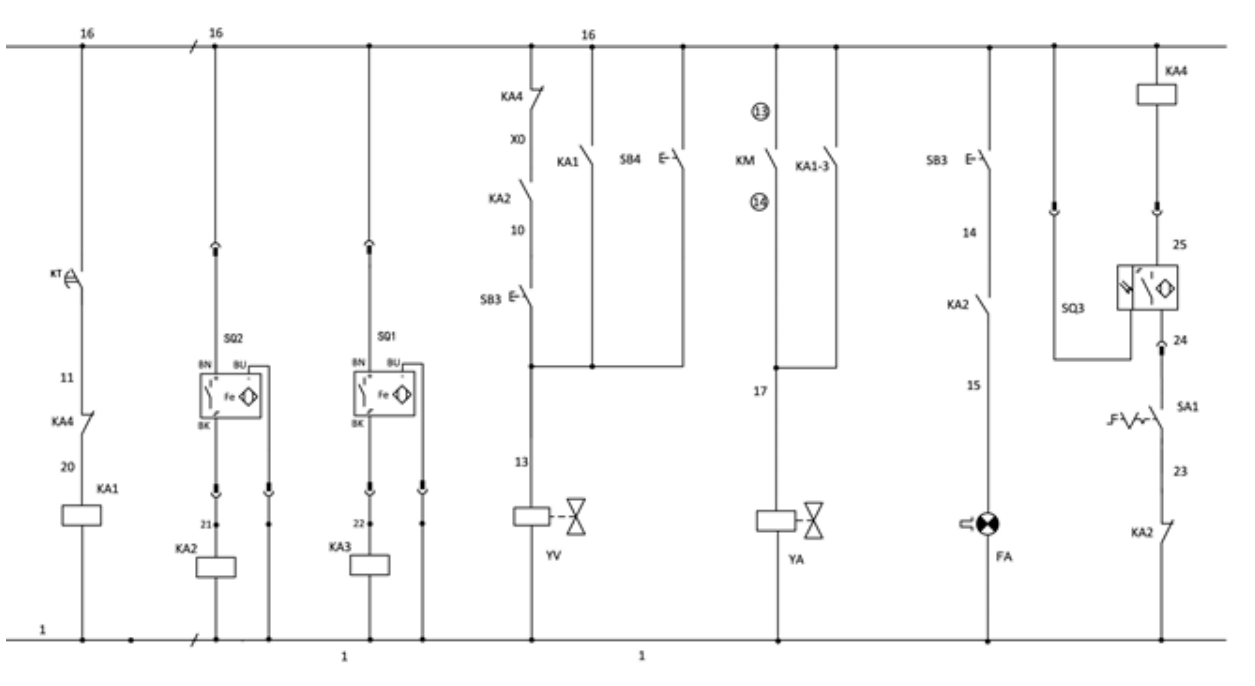 16
16
16
KA4
KA4
X0
13
KM
KA1
SB4
KA1-3
SB3
KA2
14
10
14
25
KT
SB3
KA2
SQ3
SQ2
SQ1
24
BN
BU
BN
BU
11
15
17
Fe
Fe
SA1
KA4
BK
BK
20
13
23
KA1
21
22
KA2
KA3
KA2
YV
YA
FA
1
1
1